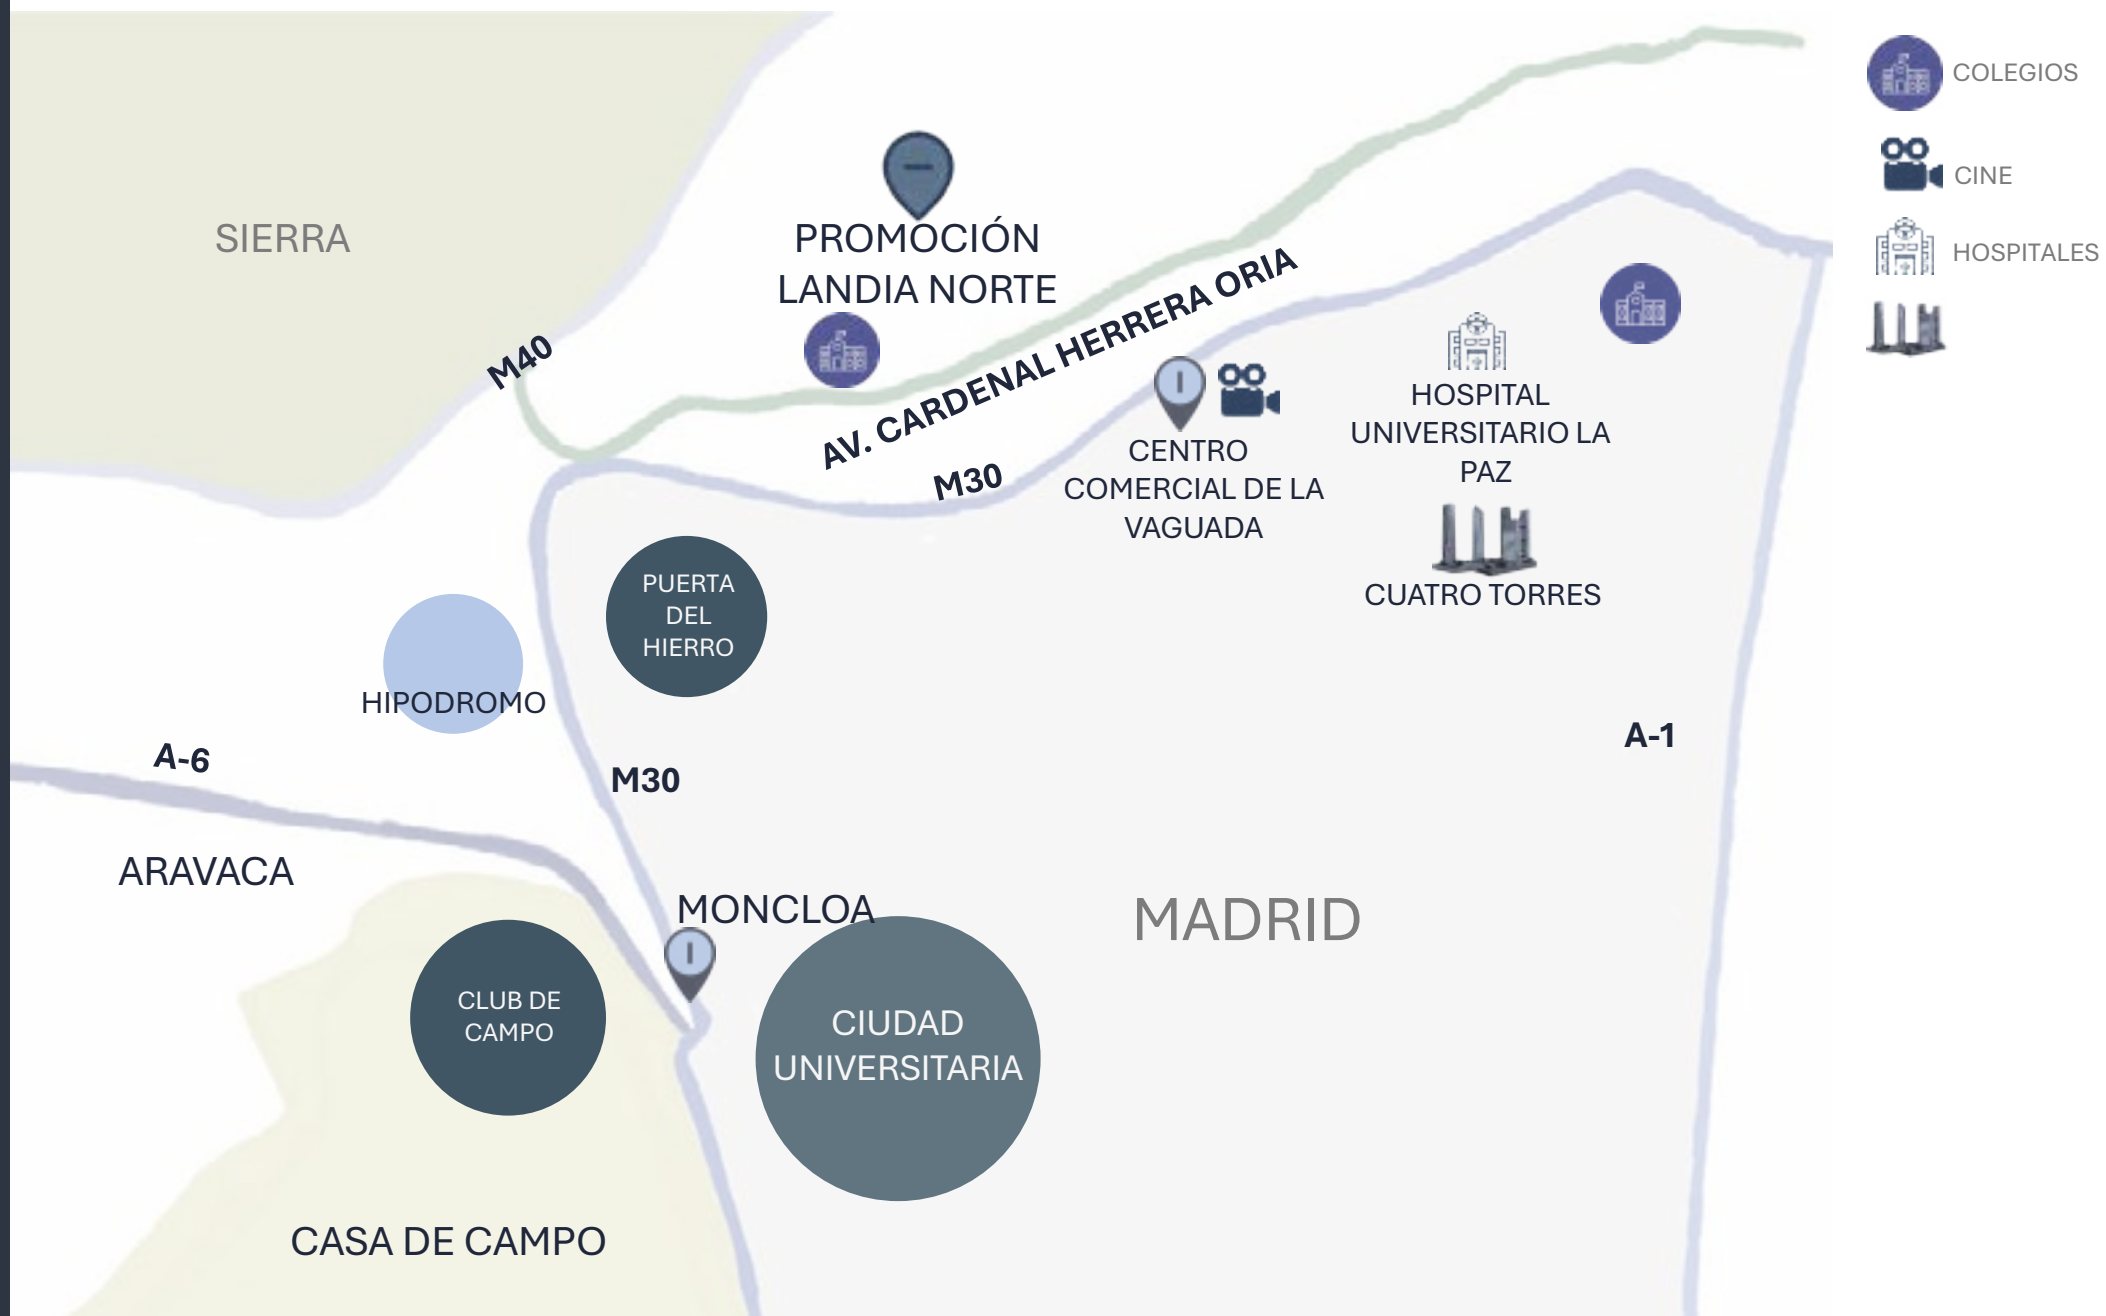 COLEGIOS
CINE
HOSPITALES
SIERRA
PROMOCIÓN
LANDIA NORTE
M40
AV. CARDENAL HERRERA ORIA
M30
CENTRO
COMERCIAL DE LA
VAGUADA
HOSPITAL
UNIVERSITARIO LA
PAZ
CUATRO TORRES
PUERTA
DEL
HIERRO
HIPODROMO
A-6
M30
A-1
ARAVACA
MONCLOA
MADRID
CLUB DE
CAMPO
CIUDAD
UNIVERSITARIA
CASA DE CAMPO